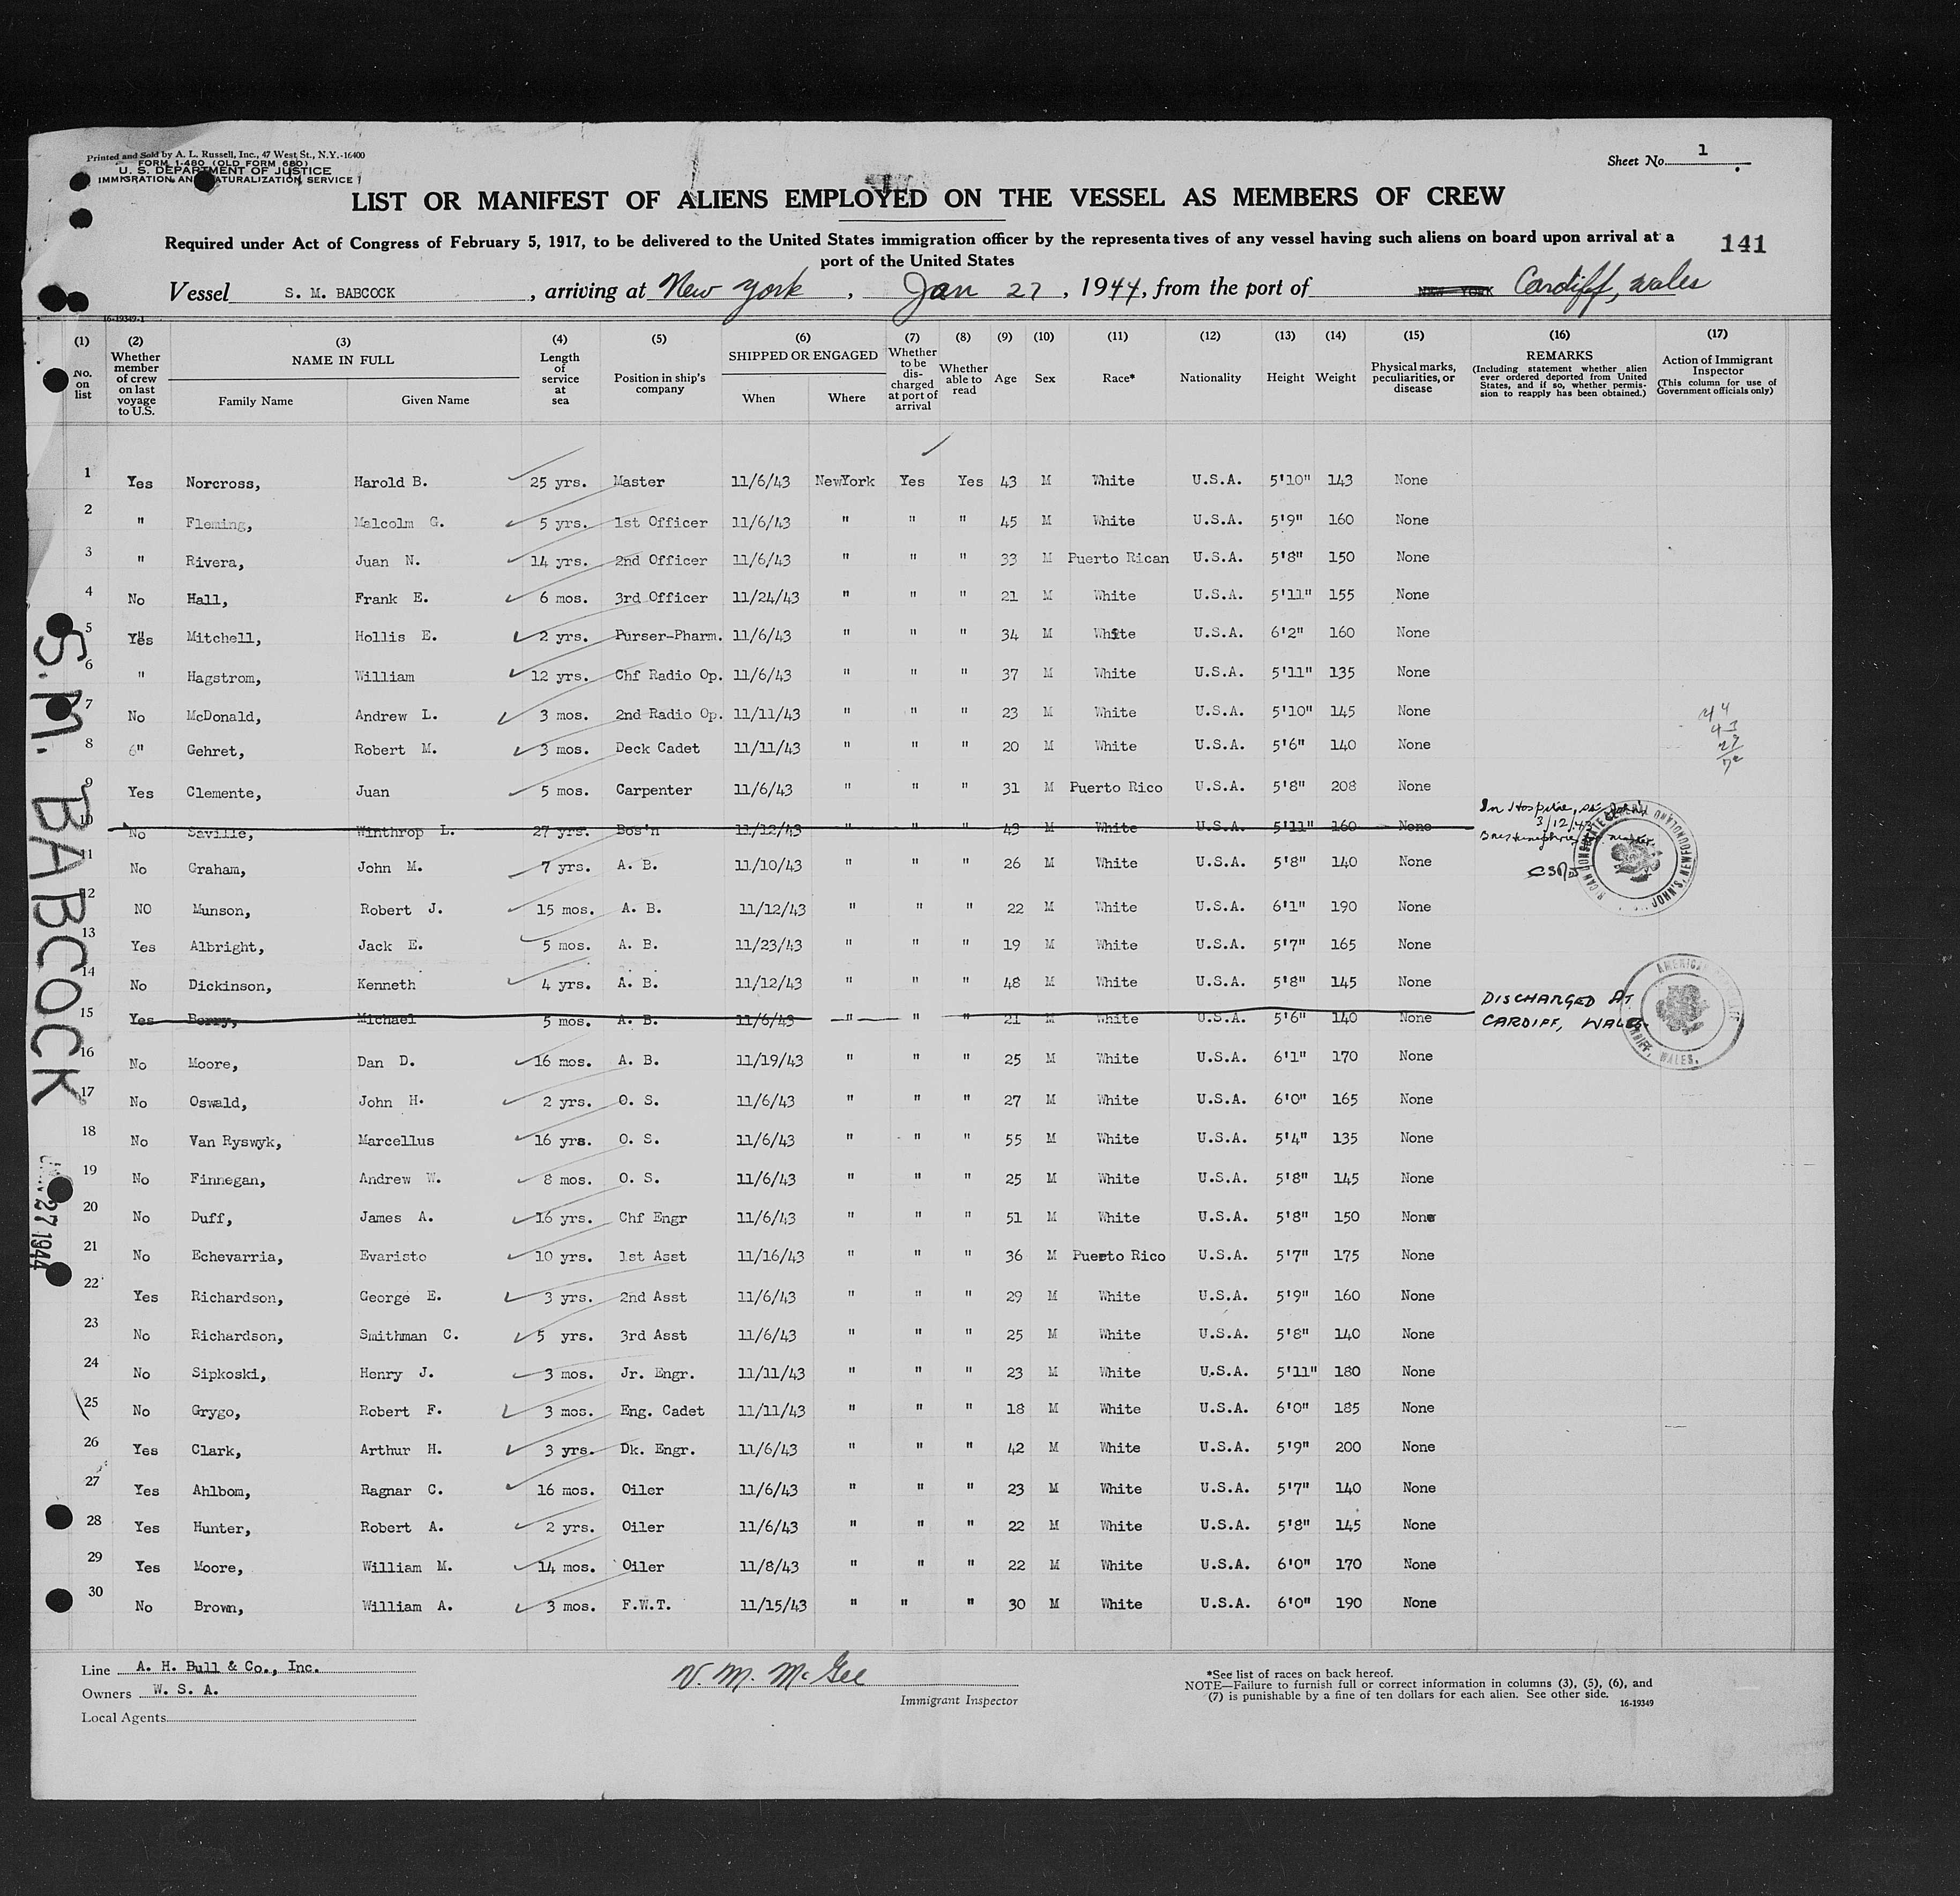 Printed and Sold by A. L. Russell, Inc., 47 West St., N.Y.-16400
FORM I-480 (OLD FORM 680)
U. S. DEPARTMENT OF JUSTICE
IMMIGRATION AND NATURALIZATION SERVICE
Sheet No. 1
LIST OR MANIFEST OF ALIENS EMPLOYED ON THE VESSEL AS MEMBERS OF CREW
Required under Act of Congress of February 5, 1917, to be delivered to the United States immigration officer by the representatives of any vessel having such aliens on board upon arrival at a
port of the United States
141
Vessel S. M. BABCOCK, arriving at New York, Jan 27, 1944, from the port of NEW YORK Cardiff, Wales
16-19349-1
(1) No. on list
(2) Whether member of crew on last voyage to U.S.
(3) NAME IN FULL Family Name Given Name
(4) Length of service at sea
(5) Position in ship's company
(6) SHIPPED OR ENGAGED When Where
(7) Whether to be dis-charged at port of arrival
(8) Whether able to read
(9) Age
(10) Sex
(11) Race*
(12) Nationality
(13) Height
(14) Weight
(15) Physical marks, peculiarities, or disease
(16) REMARKS (Including statement whether alien ever ordered deported from United States, and if so, whether permis-sion to reapply has been obtained.)
(17) Action of Immigrant Inspector (This column for use of Government officials only)
1 Yes Norcross, Harold B. 25 yrs. Master 11/6/43 NewYork Yes Yes 43 M White U.S.A. 5'10" 143 None
2 " Fleming, Malcolm G. 5 yrs. 1st Officer 11/6/43 " " " 45 M White U.S.A. 5'9" 160 None
3 " Rivera, Juan N. 14 yrs. 2nd Officer 11/6/43 " " " 33 M Puerto Rican U.S.A. 5'8" 150 None
4 No Hall, Frank E. 6 mos. 3rd Officer 11/24/43 " " " 21 M White U.S.A. 5'11" 155 None
5 Yes Mitchell, Hollis E. 2 yrs. Purser-Pharm. 11/6/43 " " " 34 M White U.S.A. 6'2" 160 None
6 " Hagstrom, William 12 yrs. Chf Radio Op. 11/6/43 " " " 37 M White U.S.A. 5'11" 135 None
7 No McDonald, Andrew L. 3 mos. 2nd Radio Op. 11/11/43 " " " 23 M White U.S.A. 5'10" 145 None
8 " Gehret, Robert M. 3 mos. Deck Cadet 11/11/43 " " " 20 M White U.S.A. 5'6" 140 None
9 Yes Clemente, Juan 5 mos. Carpenter 11/6/43 " " " 31 M Puerto Rico U.S.A. 5'8" 208 None
10 No Saville, Winthrop L. 27 yrs. Bos'n 11/12/43 " " " 43 M White U.S.A. 5'11" 160 None In Hospital, 3/12/43
11 No Graham, John M. 7 yrs. A. B. 11/10/43 " " " 26 M White U.S.A. 5'8" 140 None
12 NO Munson, Robert J. 15 mos. A. B. 11/12/43 " " " 22 M White U.S.A. 6'1" 190 None
13 Yes Albright, Jack E. 5 mos. A. B. 11/23/43 " " " 19 M White U.S.A. 5'7" 165 None
14 No Dickinson, Kenneth 4 yrs. A. B. 11/12/43 " " " 48 M White U.S.A. 5'8" 145 None
15 Yes Berry, Michael 5 mos. A. B. 11/6/43 " " " 21 M White U.S.A. 5'6" 140 None DISCHARGED AT CARDIFF, WALES.
16 No Moore, Dan D. 16 mos. A. B. 11/19/43 " " " 25 M White U.S.A. 6'1" 170 None
17 No Oswald, John H. 2 yrs. O. S. 11/6/43 " " " 27 M White U.S.A. 6'0" 165 None
18 No Van Ryswyk, Marcellus 16 yrs. O. S. 11/6/43 " " " 55 M White U.S.A. 5'4" 135 None
19 No Finnegan, Andrew W. 8 mos. O. S. 11/6/43 " " " 25 M White U.S.A. 5'8" 145 None
20 No Duff, James A. 16 yrs. Chf Engr 11/6/43 " " " 51 M White U.S.A. 5'8" 150 None
21 No Echevarria, Evaristo 10 yrs. 1st Asst 11/16/43 " " " 36 M Puerto Rico U.S.A. 5'7" 175 None
22 Yes Richardson, George E. 3 yrs. 2nd Asst 11/6/43 " " " 29 M White U.S.A. 5'9" 160 None
23 No Richardson, Smithman C. 5 yrs. 3rd Asst 11/6/43 " " " 25 M White U.S.A. 5'8" 140 None
24 No Sipkoski, Henry J. 3 mos. Jr. Engr. 11/11/43 " " " 23 M White U.S.A. 5'11" 180 None
25 No Grygo, Robert F. 3 mos. Eng. Cadet 11/11/43 " " " 18 M White U.S.A. 6'0" 185 None
26 Yes Clark, Arthur H. 3 yrs. Dk. Engr. 11/6/43 " " " 42 M White U.S.A. 5'9" 200 None
27 Yes Ahlbom, Ragnar C. 16 mos. Oiler 11/6/43 " " " 23 M White U.S.A. 5'7" 140 None
28 Yes Hunter, Robert A. 2 yrs. Oiler 11/6/43 " " " 22 M White U.S.A. 5'8" 145 None
29 Yes Moore, William M. 14 mos. Oiler 11/8/43 " " " 22 M White U.S.A. 6'0" 170 None
30 No Brown, William A. 3 mos. F.W.T. 11/15/43 " " " 30 M White U.S.A. 6'0" 190 None
S. M. BABCOCK
27 1944
Line A. H. Bull & Co., Inc.
Owners W. S. A.
Local Agents
V. M. McGee
Immigrant Inspector
*See list of races on back hereof.
NOTE—Failure to furnish full or correct information in columns (3), (5), (6), and
(7) is punishable by a fine of ten dollars for each alien. See other side.
16-19349